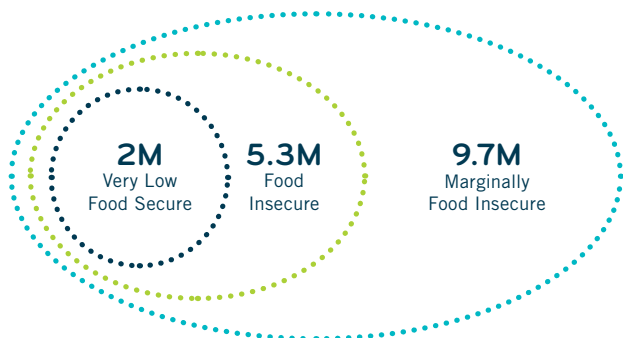 2M
Very Low
Food Secure
5.3M
Food
Insecure
9.7M
Marginally
Food Insecure